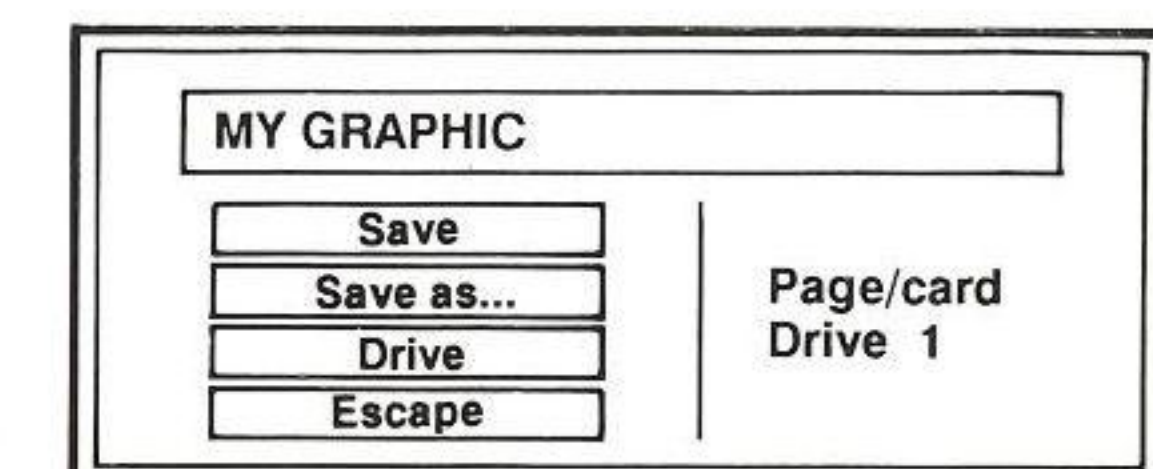 MY GRAPHIC
Save
Save as...
Drive
Escape
Page/card
Drive 1